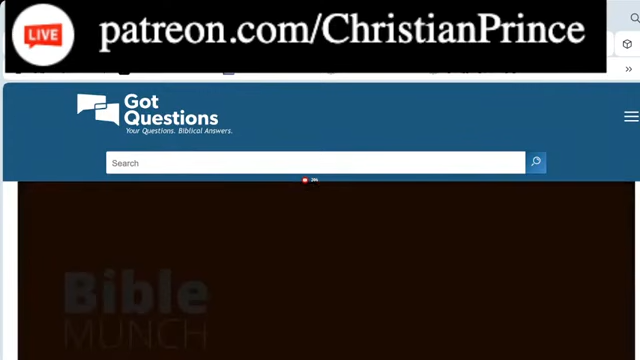 LIVE
patreon.com/ChristianPrince
Got
Questions
Your Questions. Biblical Answers.
Search
Bible
MUNCH